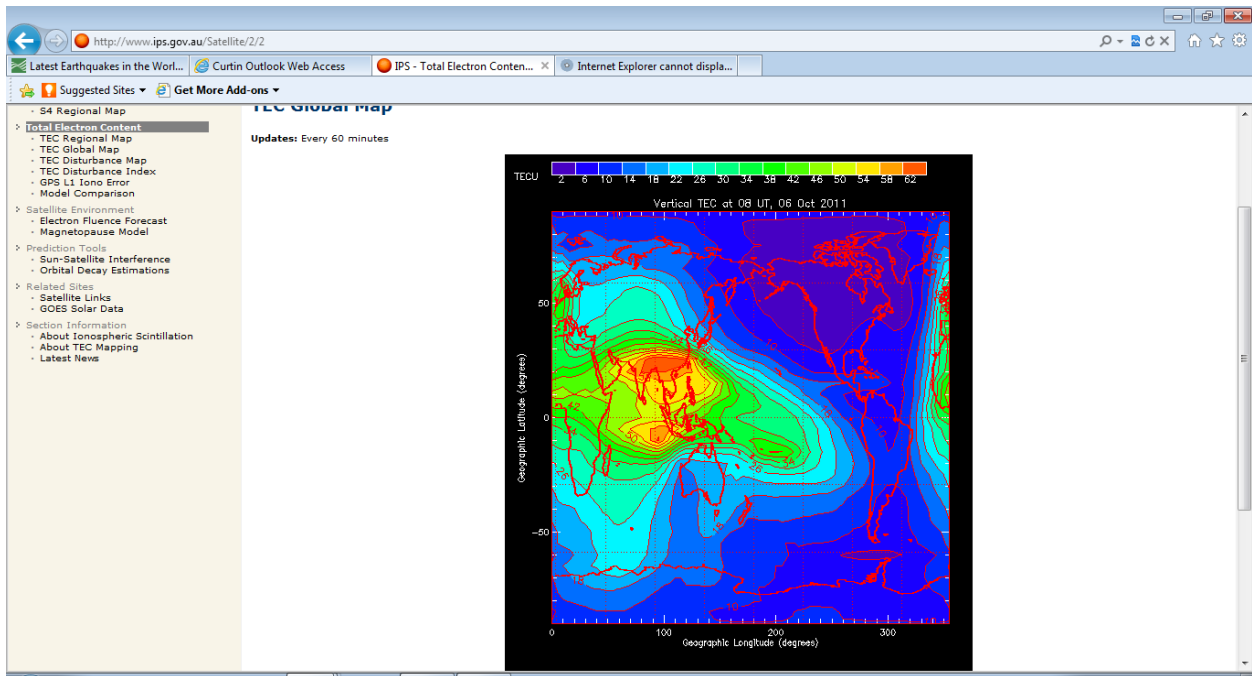 http://www.ips.gov.au/Satellite/2/2
Latest Earthquakes in the Worl...
Curtin Outlook Web Access
IPS - Total Electron Conten...
Internet Explorer cannot displa...
Suggested Sites
Get More Add-ons
S4 Regional Map
TEC Global Map
Total Electron Content
TEC Regional Map
TEC Global Map
TEC Disturbance Map
TEC Disturbance Index
GPS L1 Iono Error
Model Comparison
Satellite Environment
Electron Fluence Forecast
Magnetopause Model
Prediction Tools
Sun-Satellite Interference
Orbital Decay Estimations
Related Sites
Satellite Links
GOES Solar Data
Section Information
About Ionospheric Scintillation
About TEC Mapping
Latest News
Updates: Every 60 minutes
TECU 2 6 10 14 18 22 26 30 34 38 42 46 50 54 58 62
Vertical TEC at 08 UT, 06 Oct 2011
Geographic Latitude (degrees)
50
0
-50
0 100 200 300
Geographic Longitude (degrees)